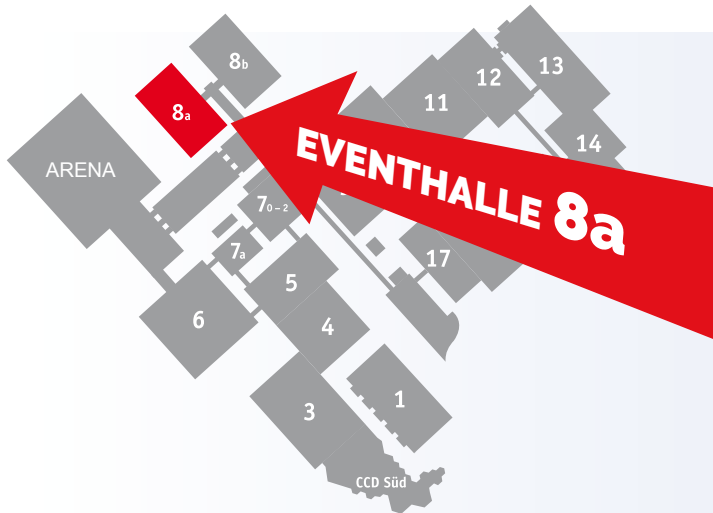 8b
13
12
11
8a
14
ARENA
EVENTHALLE 8a
70–2
7a
17
5
6
4
1
3
CCD Süd